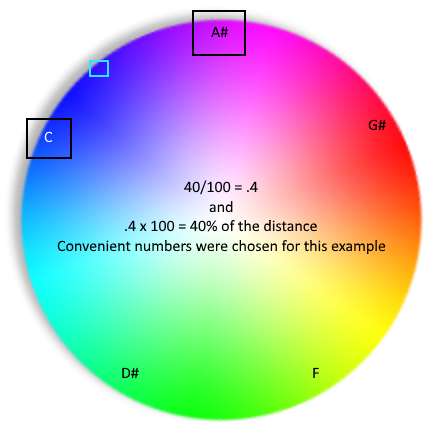 A#
G#
C
40/100 = .4
and
.4 x 100 = 40% of the distance
Convenient numbers were chosen for this example
D#
F